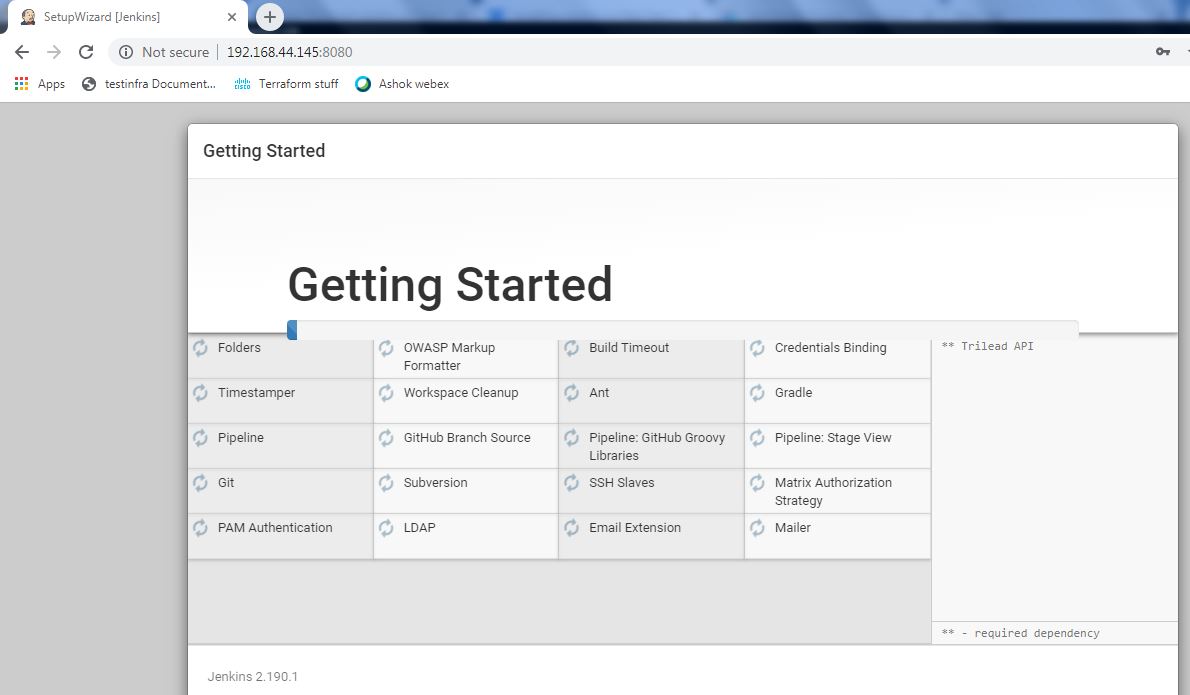 SetupWizard [Jenkins]
Not secure
192.168.44.145:8080
Apps
testinfra Document...
cisco
Terraform stuff
Ashok webex
Getting Started
Getting Started
Folders
OWASP Markup
Formatter
Build Timeout
Credentials Binding
** Trilead API
Timestamper
Workspace Cleanup
Ant
Gradle
Pipeline
GitHub Branch Source
Pipeline: GitHub Groovy
Libraries
Pipeline: Stage View
Git
Subversion
SSH Slaves
Matrix Authorization
Strategy
PAM Authentication
LDAP
Email Extension
Mailer
** - required dependency
Jenkins 2.190.1